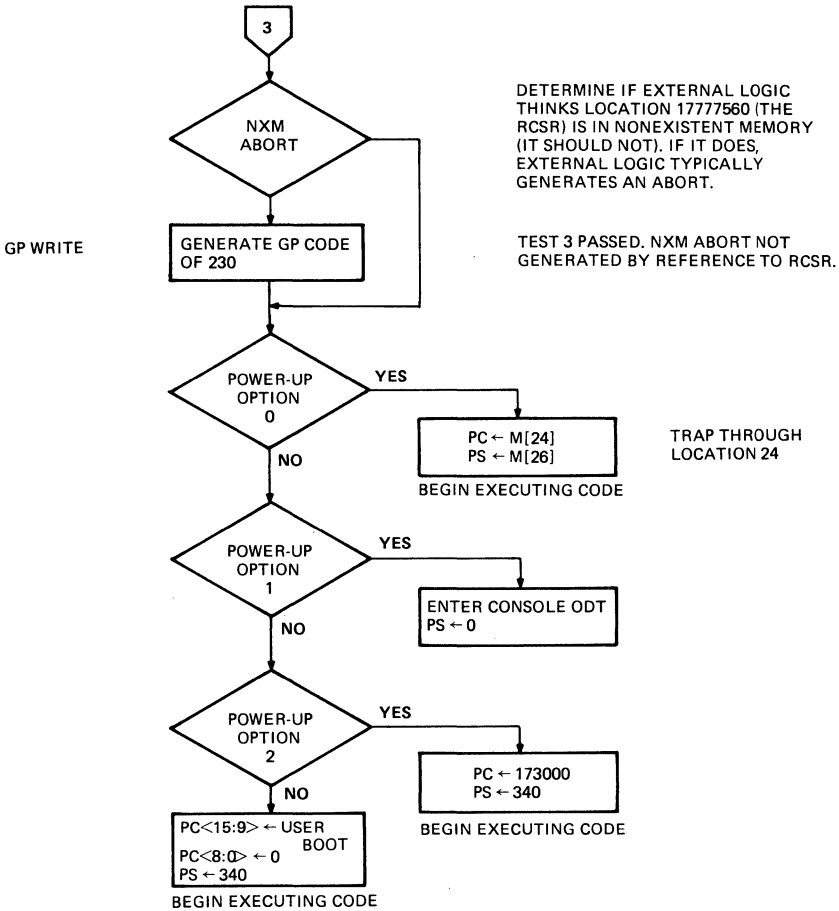 3
NXM
ABORT
DETERMINE IF EXTERNAL LOGIC
THINKS LOCATION 17777560 (THE
RCSR) IS IN NONEXISTENT MEMORY
(IT SHOULD NOT). IF IT DOES,
EXTERNAL LOGIC TYPICALLY
GENERATES AN ABORT.
GP WRITE
GENERATE GP CODE
OF 230
TEST 3 PASSED. NXM ABORT NOT
GENERATED BY REFERENCE TO RCSR.
POWER-UP
OPTION
0
YES
NO
PC ← M[24]
PS ← M[26]
BEGIN EXECUTING CODE
TRAP THROUGH
LOCATION 24
POWER-UP
OPTION
1
YES
NO
ENTER CONSOLE ODT
PS ← 0
POWER-UP
OPTION
2
YES
NO
PC ← 173000
PS ← 340
BEGIN EXECUTING CODE
PC<15:9> ← USER
BOOT
PC<8:0> ← 0
PS ← 340
BEGIN EXECUTING CODE